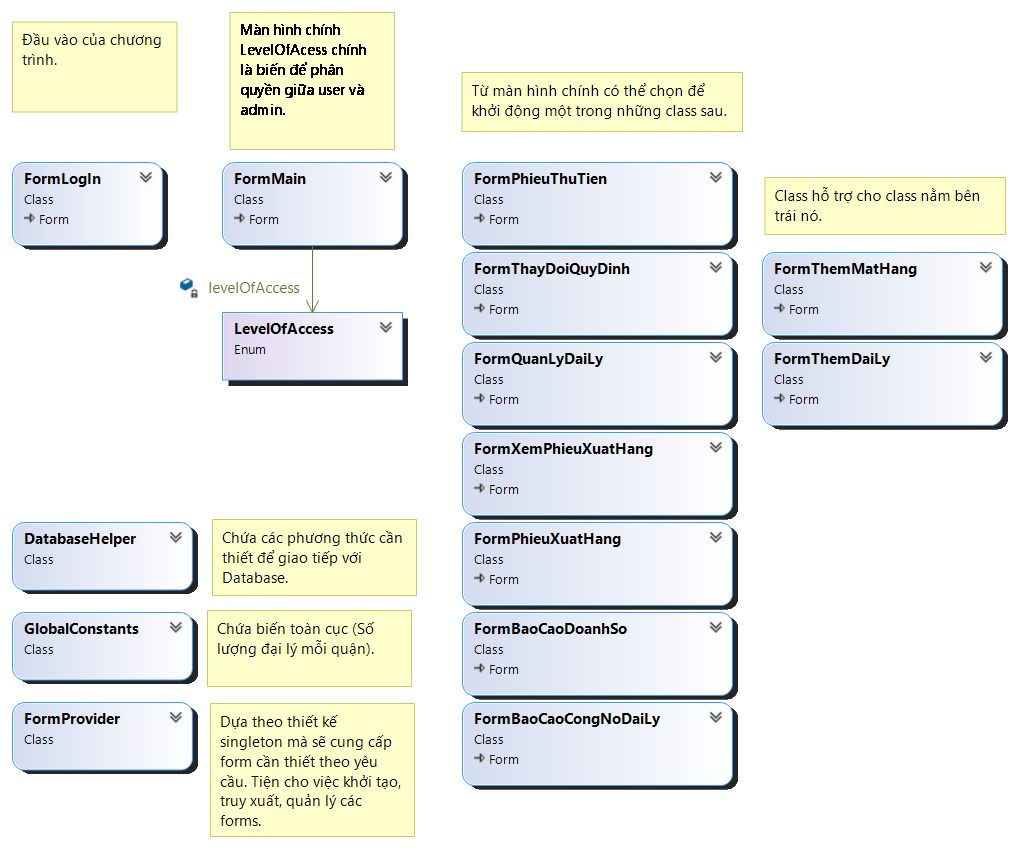 Đầu vào của chương
trình.
Màn hình chính
LevelOfAcess chính
là biến để phân
quyền giữa user và
admin.
Từ màn hình chính có thể chọn để
khởi động một trong những class sau.
FormLogIn
Class
Form
FormMain
Class
Form
levelOfAccess
LevelOfAccess
Enum
FormPhieuThuTien
Class
Form
FormThayDoiQuyDinh
Class
Form
FormQuanLyDaiLy
Class
Form
FormXemPhieuXuatHang
Class
Form
FormPhieuXuatHang
Class
Form
FormBaoCaoDoanhSo
Class
Form
FormBaoCaoCongNoDaiLy
Class
Form
Class hỗ trợ cho class nằm bên
trái nó.
FormThemMatHang
Class
Form
FormThemDaiLy
Class
Form
DatabaseHelper
Class
Chứa các phương thức cần
thiết để giao tiếp với
Database.
GlobalConstants
Class
Chứa biến toàn cục (Số
lượng đại lý mỗi quận).
FormProvider
Class
Dựa theo thiết kế
singleton mà sẽ cung cấp
form cần thiết theo yêu
cầu. Tiện cho việc khởi tạo,
truy xuất, quản lý các
forms.